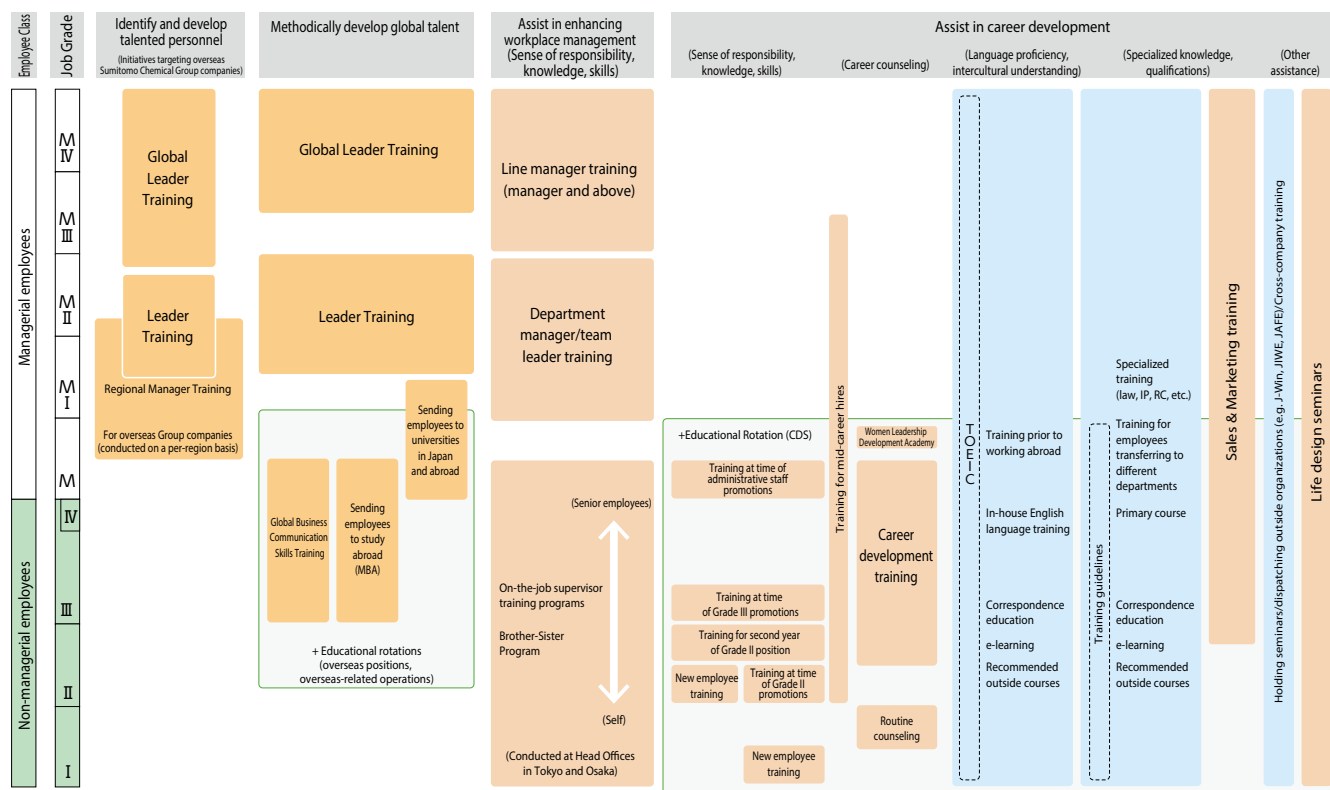 Employee Class
Job Grade
Identify and develop
talented personnel
(Initiatives targeting overseas
Sumitomo Chemical Group companies)
Methodically develop global talent
Assist in enhancing
workplace management
(Sense of responsibility,
knowledge, skills)
Assist in career development
(Sense of responsibility,
knowledge, skills)
(Career counseling)
(Language proficiency,
intercultural understanding)
(Specialized knowledge,
qualifications)
(Other
assistance)
Managerial employees
Non-managerial employees
M
Ⅳ
M
Ⅲ
M
Ⅱ
M
Ⅰ
M
Ⅳ
Ⅲ
Ⅱ
Ⅰ
Global
Leader
Training
Leader
Training
Regional Manager Training
For overseas Group companies
(conducted on a per-region basis)
Global Leader Training
Leader Training
Sending
employees to
universities
in Japan
and abroad
Global Business
Communication
Skills Training
Sending
employees
to study
abroad
(MBA)
+ Educational rotations
(overseas positions,
overseas-related operations)
Line manager training
(manager and above)
Department
manager/team
leader training
(Senior employees)
On-the-job supervisor
training programs
Brother-Sister
Program
(Self)
(Conducted at Head Offices
in Tokyo and Osaka)
+Educational Rotation (CDS)
Training at time of
administrative staff
promotions
Training at time
of Grade III promotions
Training for second year
of Grade II position
New employee
training
Training at time
of Grade II
promotions
New employee
training
Training for mid-career hires
Women Leadership
Development Academy
Career
development
training
Routine
counseling
TOEIC
Training prior to
working abroad
In-house English
language training
Correspondence
education
e-learning
Recommended
outside courses
Training guidelines
Specialized
training
(law, IP, RC, etc.)
Training for
employees
transferring to
different
departments
Primary course
Correspondence
education
e-learning
Recommended
outside courses
Sales & Marketing training
Holding seminars/dispatching outside organizations (e.g. J-Win, JIWE, JAFE)/Cross-company training
Life design seminars